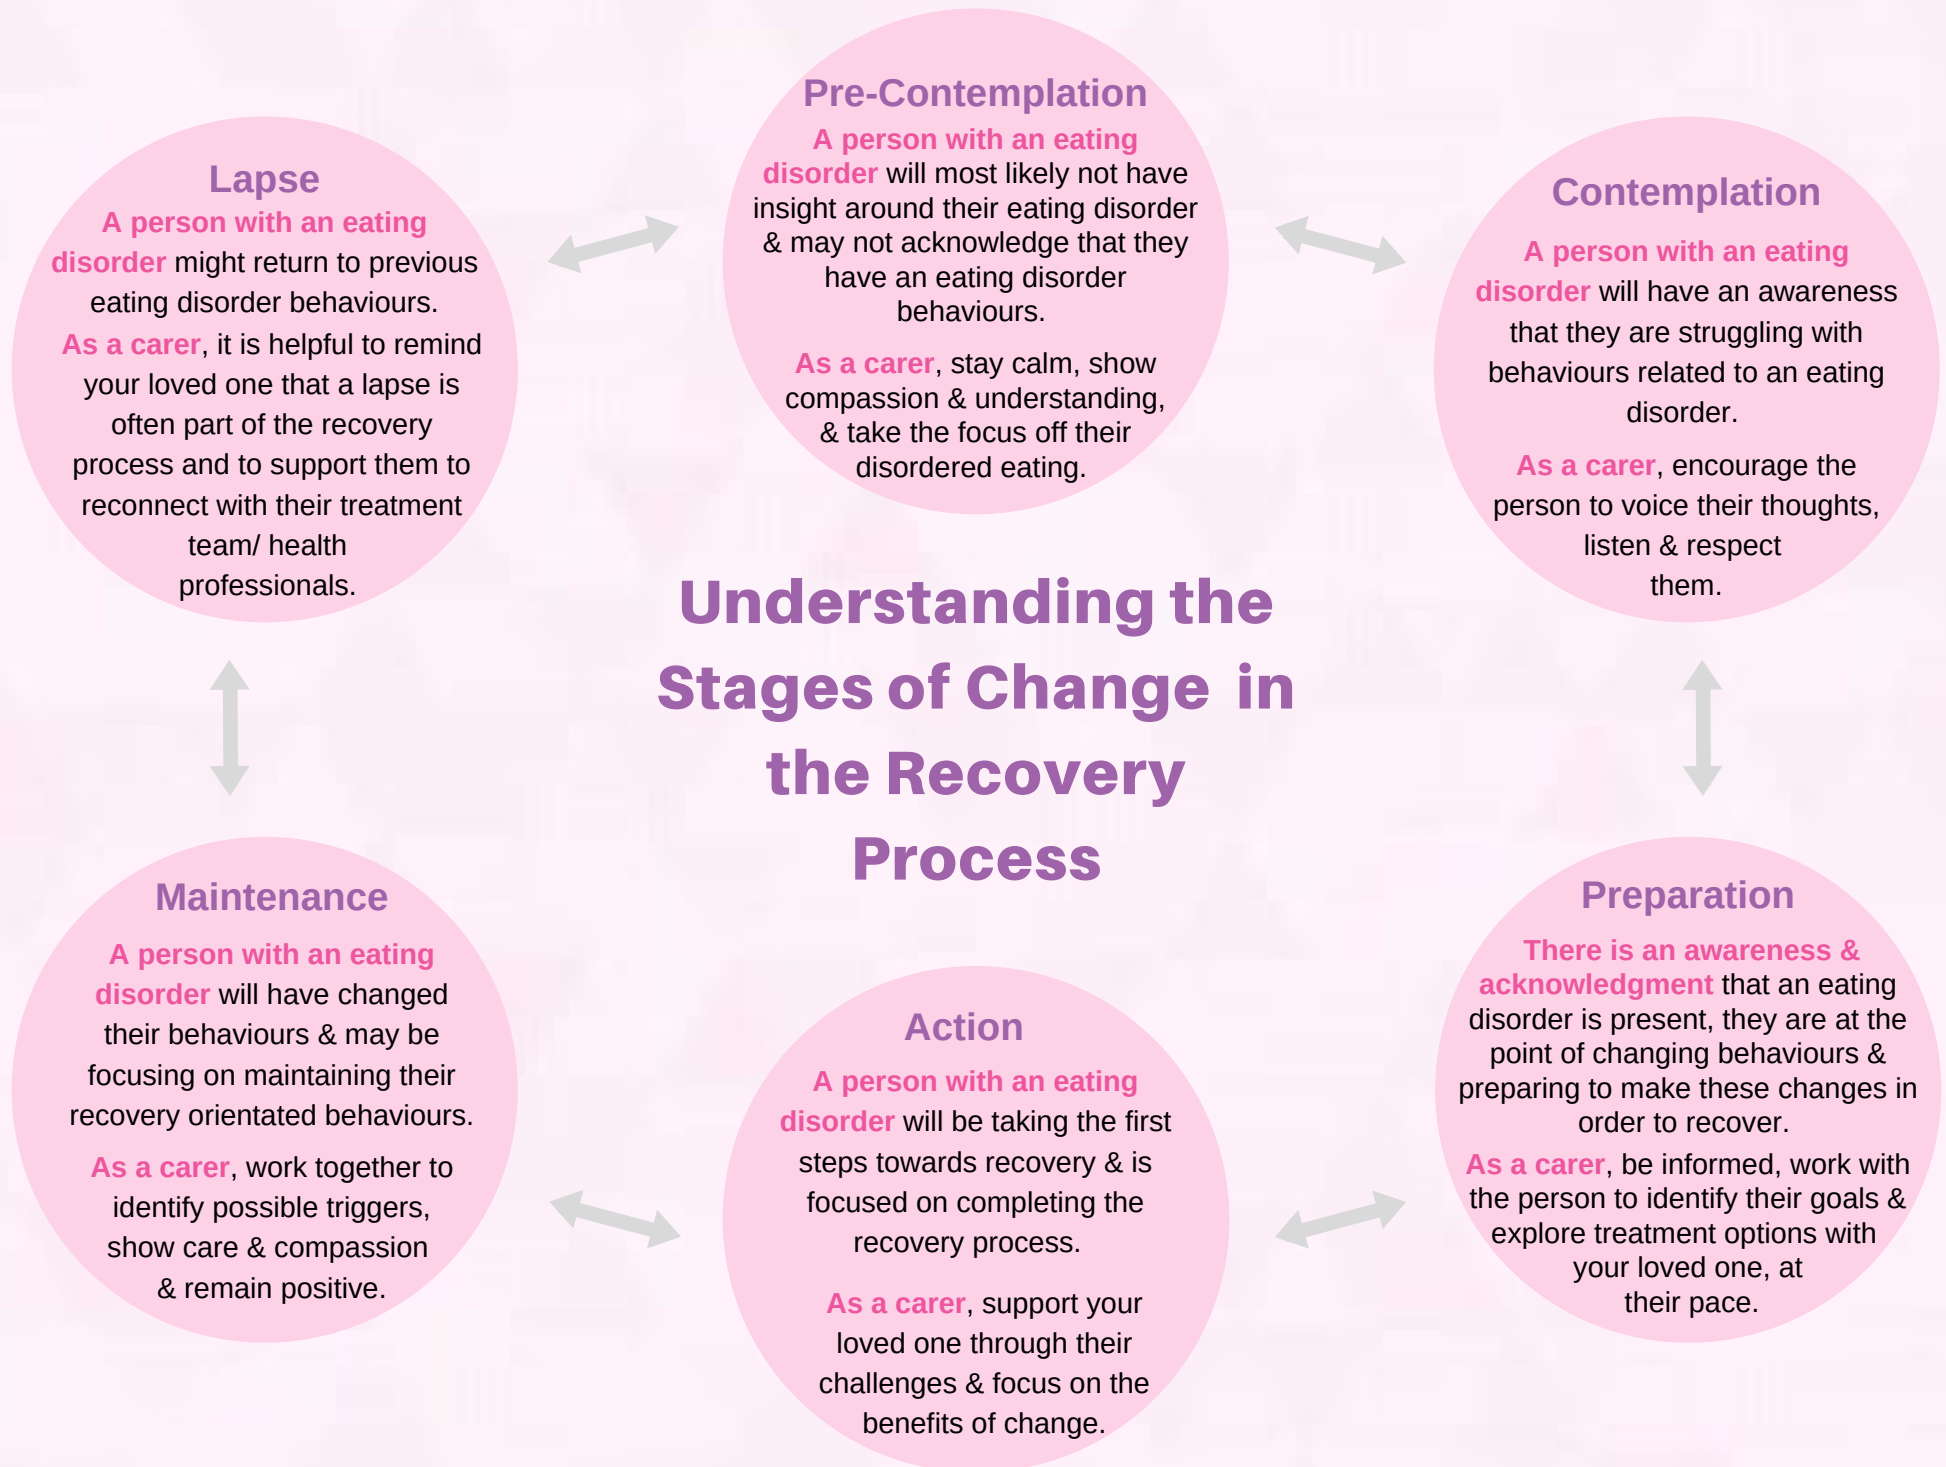 Pre-Contemplation
A person with an eating
disorder will most likely not have
insight around their eating disorder
& may not acknowledge that they
have an eating disorder
behaviours.
As a carer, stay calm, show
compassion & understanding,
& take the focus off their
disordered eating.
Contemplation
A person with an eating
disorder will have an awareness
that they are struggling with
behaviours related to an eating
disorder.
As a carer, encourage the
person to voice their thoughts,
listen & respect
them.
Preparation
There is an awareness &
acknowledgment that an eating
disorder is present, they are at the
point of changing behaviours &
preparing to make these changes in
order to recover.
As a carer, be informed, work with
the person to identify their goals &
explore treatment options with
your loved one, at
their pace.
Action
A person with an eating
disorder will be taking the first
steps towards recovery & is
focused on completing the
recovery process.
As a carer, support your
loved one through their
challenges & focus on the
benefits of change.
Maintenance
A person with an eating
disorder will have changed
their behaviours & may be
focusing on maintaining their
recovery orientated behaviours.
As a carer, work together to
identify possible triggers,
show care & compassion
& remain positive.
Lapse
A person with an eating
disorder might return to previous
eating disorder behaviours.
As a carer, it is helpful to remind
your loved one that a lapse is
often part of the recovery
process and to support them to
reconnect with their treatment
team/ health
professionals.
Understanding the
Stages of Change in
the Recovery
Process